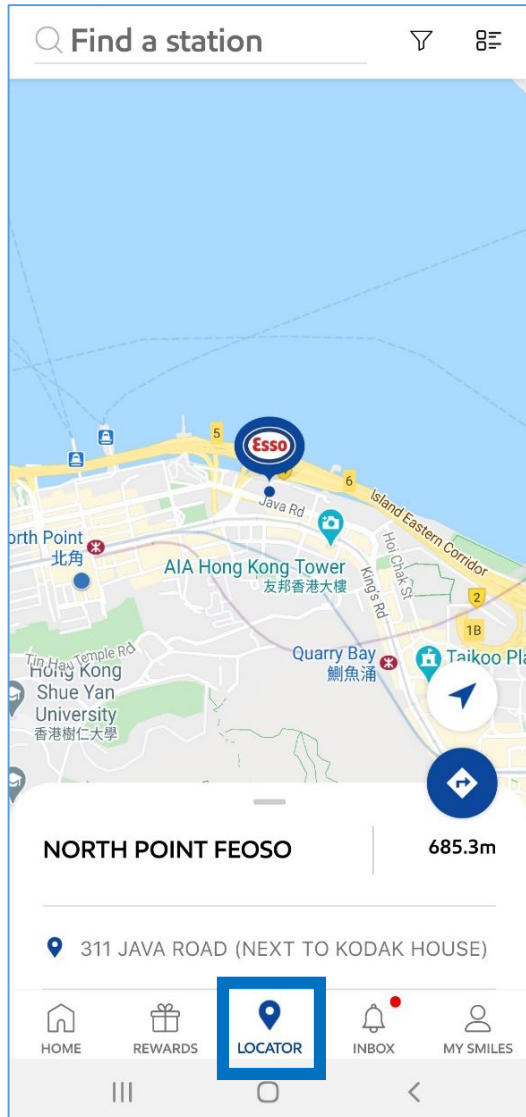 Find a station
5
Esso
6
Java Rd
Island Eastern Corridor
orth Point
北角
AIA Hong Kong Tower
友邦香港大樓
Hoi Chak St
King's Rd
2
1B
Tin Hau Temple Rd
Quarry Bay
鰂魚涌
Taikoo Pla
Hong Kong
Shue Yan
University
香港樹仁大學
NORTH POINT FEOSO
685.3m
311 JAVA ROAD (NEXT TO KODAK HOUSE)
HOME
REWARDS
LOCATOR
INBOX
MY SMILES